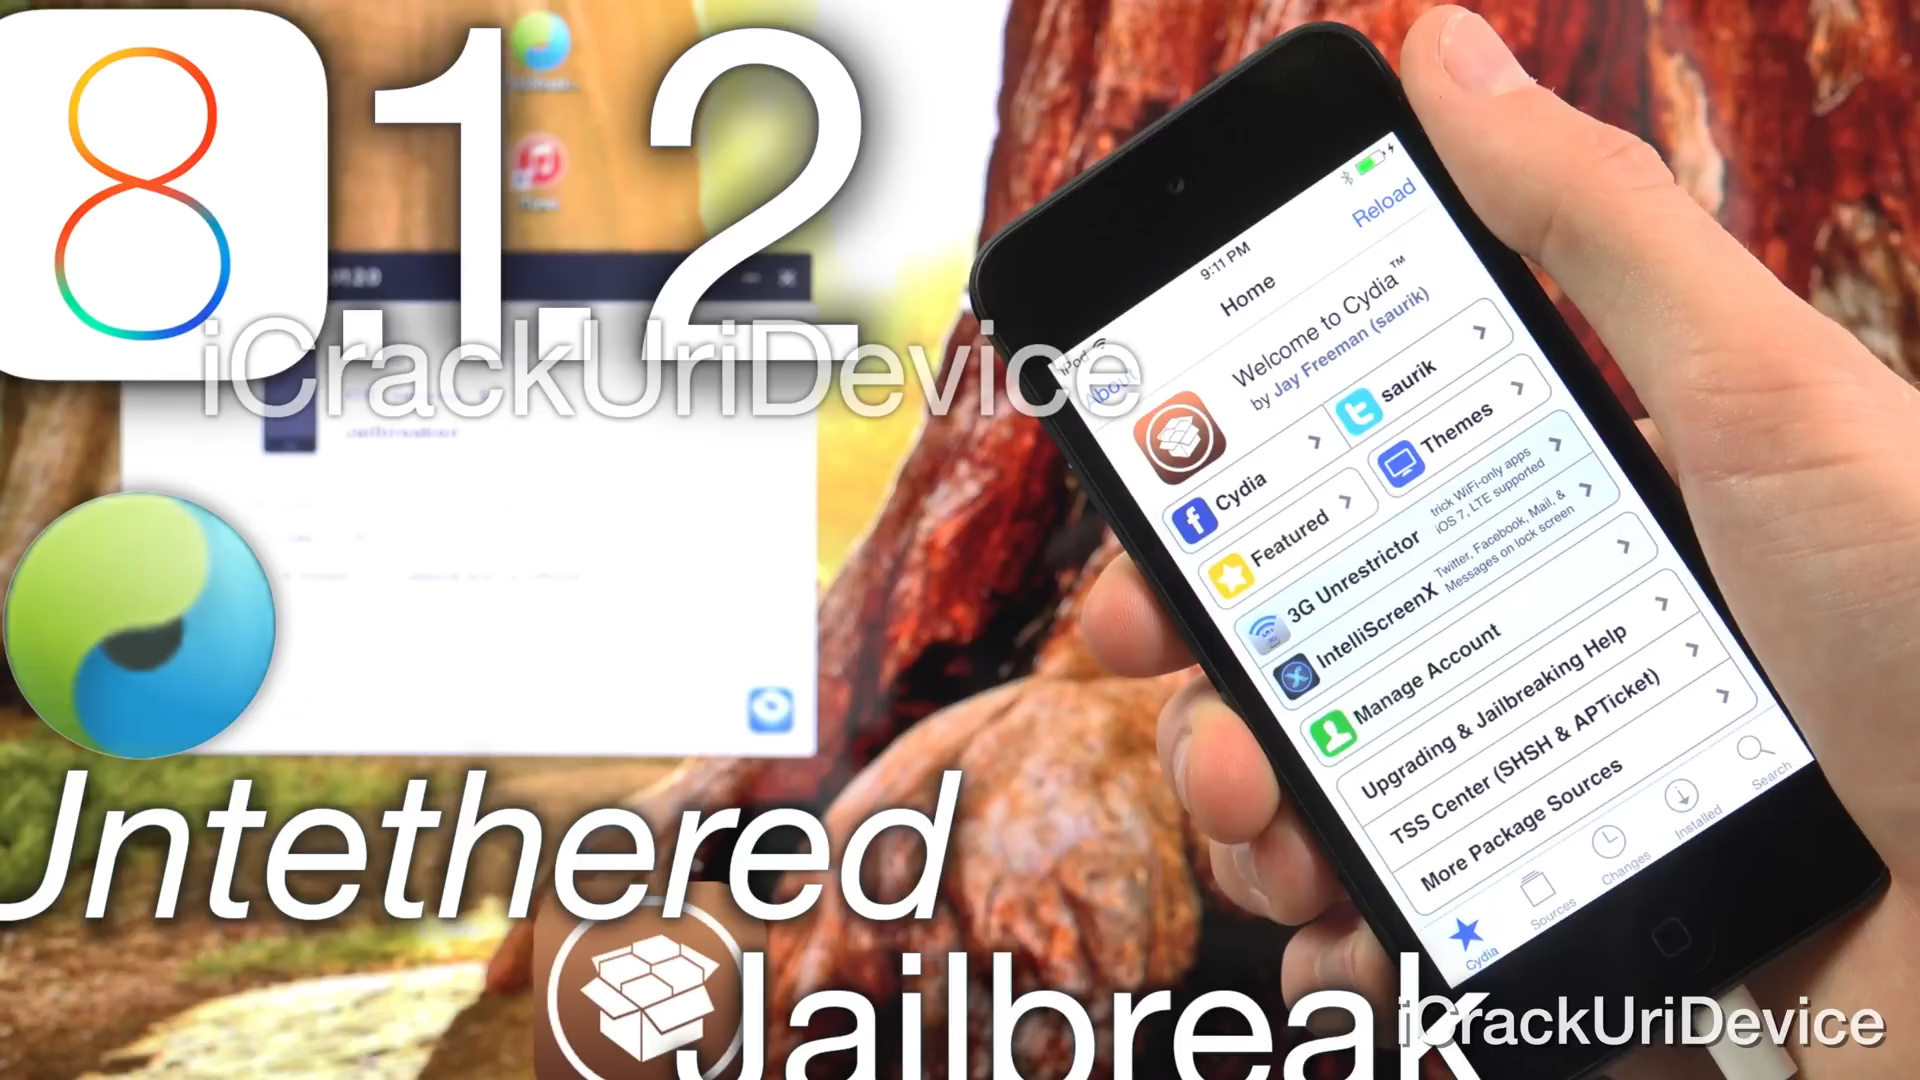 8 .1.2
iCrackUriDevice
Jailbreaker
Untethered
Jailbreak
iCrackUriDevice
iPod
9:11 PM
About
Home
Reload
Welcome to Cydia™
by Jay Freeman (saurik)
Cydia
saurik
Featured
Themes
3G Unrestrictor
trick WiFi-only apps
iOS 7, LTE supported
IntelliScreenX
Twitter, Facebook, Mail, &
Messages on lock screen
Manage Account
Upgrading & Jailbreaking Help
TSS Center (SHSH & APTicket)
More Package Sources
Cydia
Sources
Changes
Installed
Search